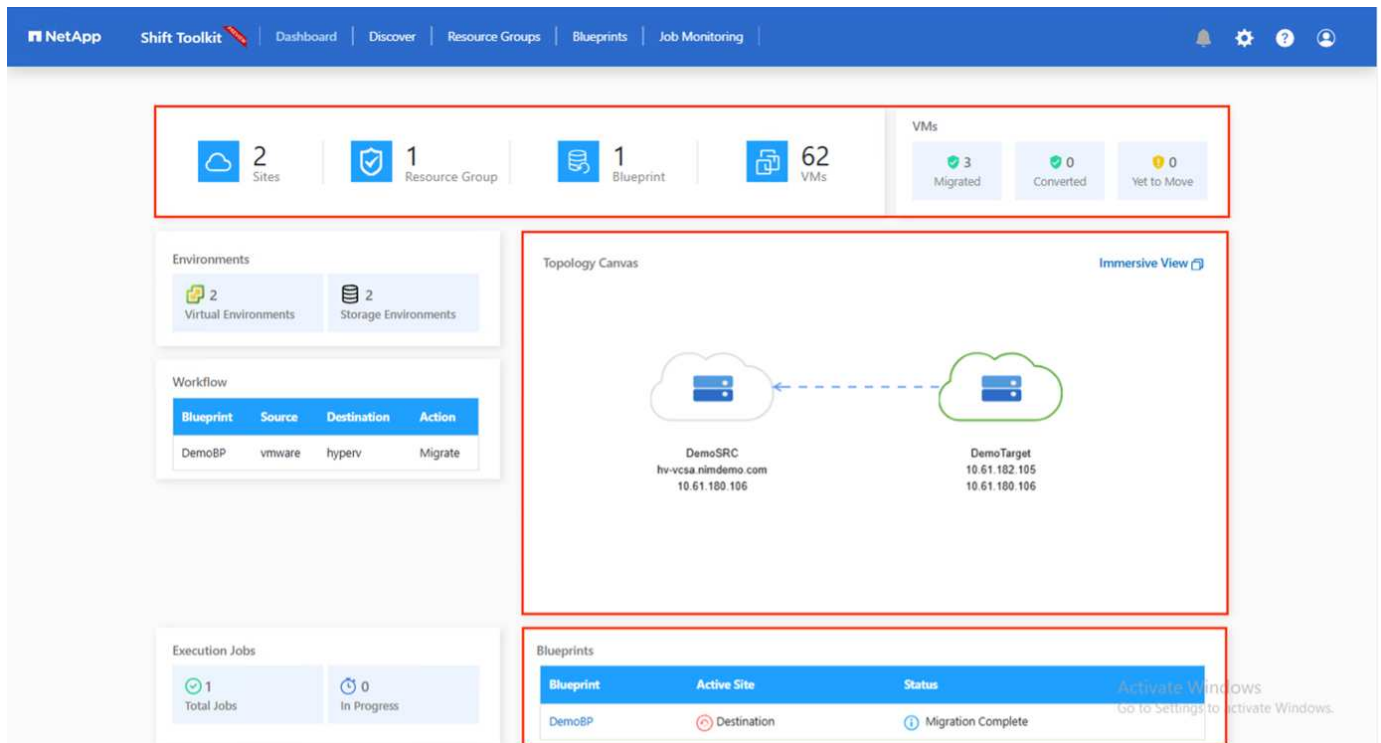 NetApp Shift Toolkit PREVIEW Dashboard Discover Resource Groups Blueprints Job Monitoring
2 Sites
1 Resource Group
1 Blueprint
62 VMs
VMs
3 Migrated
0 Converted
0 Yet to Move
Environments
2
Virtual Environments
2
Storage Environments
Topology Canvas
Immersive View
DemoSRC
hv-vcsa.nimdemo.com
10.61.180.106
DemoTarget
10.61.182.105
10.61.180.106
Workflow
Blueprint Source Destination Action
DemoBP vmware hyperv Migrate
Execution Jobs
1
Total Jobs
0
In Progress
Blueprints
Blueprint Active Site Status
DemoBP Destination Migration Complete
Activate Windows
Go to Settings to activate Windows.